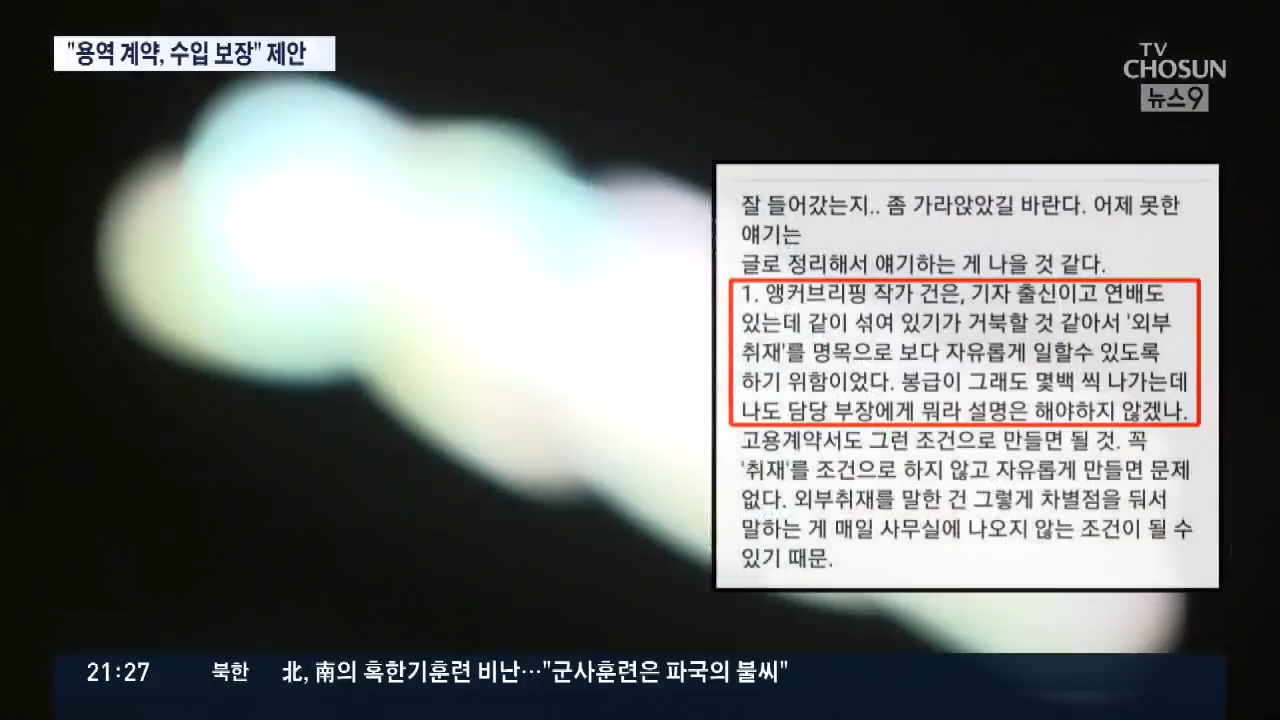 "용역 계약, 수입 보장" 제안
TV
CHOSUN
뉴스9
잘 들어갔는지.. 좀 가라앉았길 바란다. 어제 못한
얘기는
글로 정리해서 얘기하는 게 나을 것 같다.
1. 앵커브리핑 작가 건은, 기자 출신이고 연배도
있는데 같이 섞여 있기가 거북할 것 같아서 '외부
취재'를 명목으로 보다 자유롭게 일할수 있도록
하기 위함이었다. 봉급이 그래도 몇백 씩 나가는데
나도 담당 부장에게 뭐라 설명은 해야하지 않겠나.
고용계약서도 그런 조건으로 만들면 될 것. 꼭
'취재'를 조건으로 하지 않고 자유롭게 만들면 문제
없다. 외부취재를 말한 건 그렇게 차별점을 둬서
말하는 게 매일 사무실에 나오지 않는 조건이 될 수
있기 때문.
21:27 북한 北, 南의 혹한기훈련 비난…"군사훈련은 파국의 불씨"